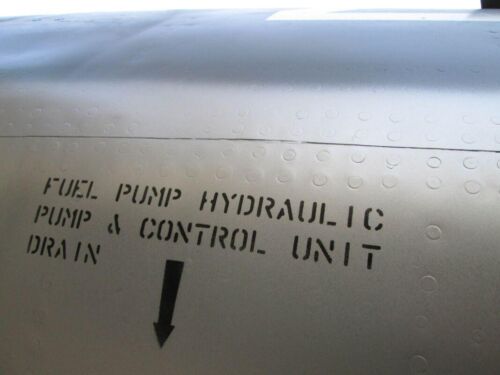 FUEL PUMP HYDRAULIC
PUMP & CONTROL UNIT
DRAIN